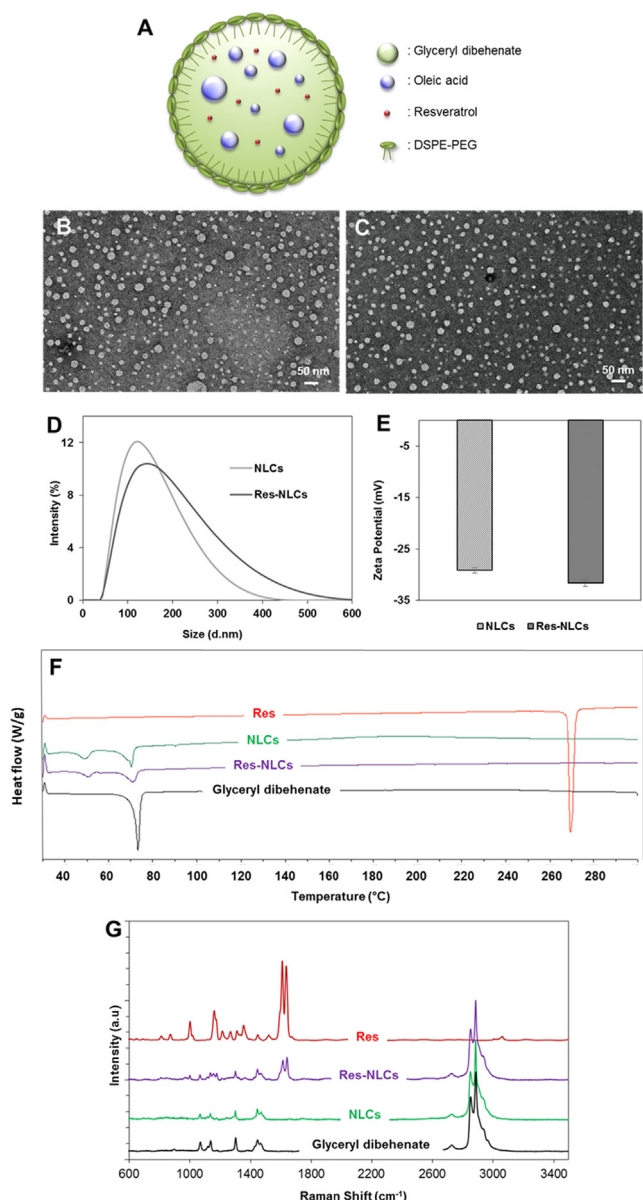 A
: Glyceryl dibehenate
: Oleic acid
: Resveratrol
: DSPE-PEG
B
50 nm
C
50 nm
D
12
8
4
0
Intensity (%)
NLCs
Res-NLCs
0 100 200 300 400 500 600
Size (d.nm)
E
-5
-15
-25
-35
Zeta Potential (mV)
NLCs Res-NLCs
F
Heat flow (W/g)
Res
NLCs
Res-NLCs
Glyceryl dibehenate
40 60 80 100 120 140 160 180 200 220 240 260 280
Temperature (°C)
G
Intensity (a.u)
Res
Res-NLCs
NLCs
Glyceryl dibehenate
600 1000 1400 1800 2200 2600 3000 3400
Raman Shift (cm⁻¹)